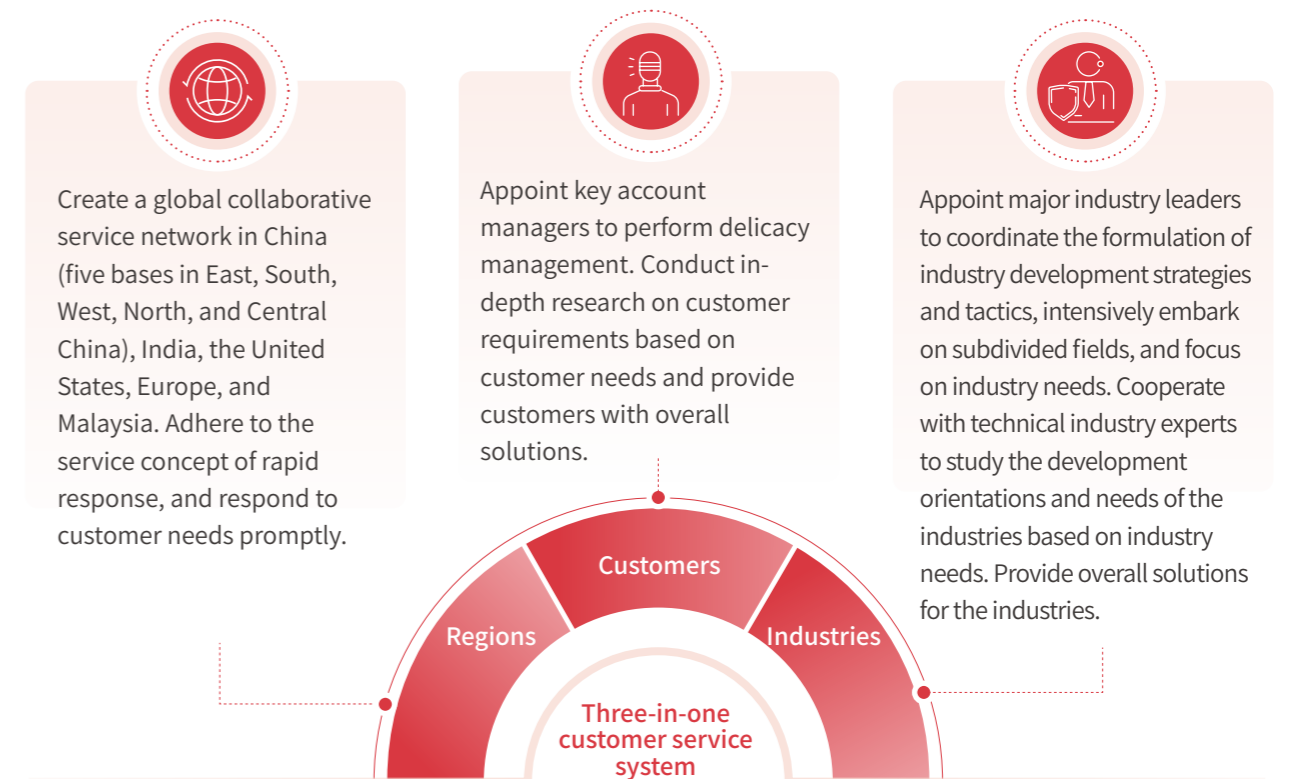 Create a global collaborative
service network in China
(five bases in East, South,
West, North, and Central
China), India, the United
States, Europe, and
Malaysia. Adhere to the
service concept of rapid
response, and respond to
customer needs promptly.
Appoint key account
managers to perform delicacy
management. Conduct in-
depth research on customer
requirements based on
customer needs and provide
customers with overall
solutions.
Appoint major industry leaders
to coordinate the formulation of
industry development strategies
and tactics, intensively embark
on subdivided fields, and focus
on industry needs. Cooperate
with technical industry experts
to study the development
orientations and needs of the
industries based on industry
needs. Provide overall solutions
for the industries.
Regions
Customers
Industries
Three-in-one
customer service
system